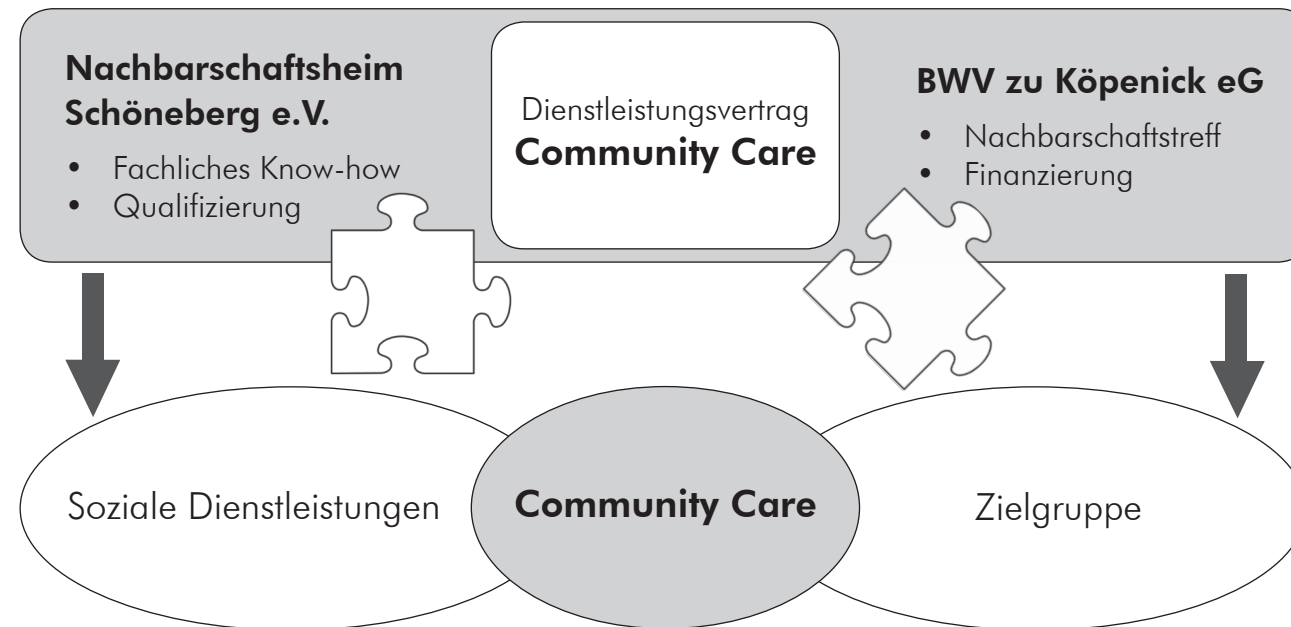 Nachbarschaftsheim
Schöneberg e.V.
• Fachliches Know-how
• Qualifizierung
Dienstleistungsvertrag
Community Care
BWV zu Köpenick eG
• Nachbarschaftstreff
• Finanzierung
Soziale Dienstleistungen
Community Care
Zielgruppe